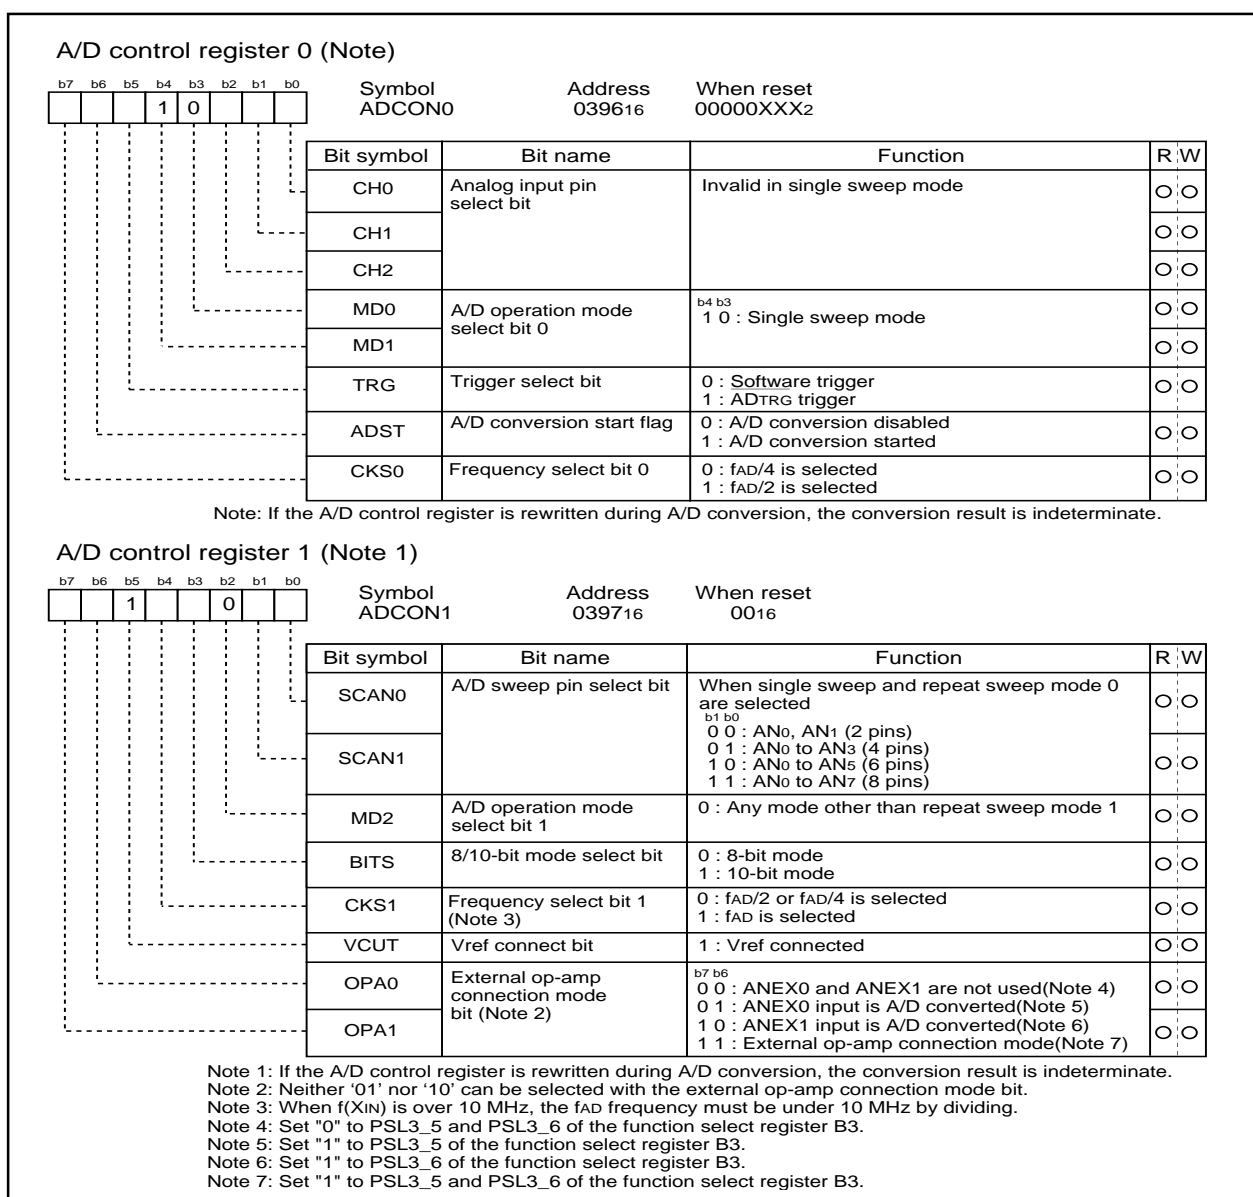 A/D control register 0 (Note)
b7 b6 b5 b4 b3 b2 b1 b0
1 0
Symbol Address When reset
ADCON0 039616 00000XXX2
Bit symbol Bit name Function R W
CH0 Analog input pin select bit Invalid in single sweep mode
CH1
CH2
MD0 A/D operation mode select bit 0 b4 b3
1 0 : Single sweep mode
MD1
TRG Trigger select bit 0 : Software trigger
1 : ADTRG trigger
ADST A/D conversion start flag 0 : A/D conversion disabled
1 : A/D conversion started
CKS0 Frequency select bit 0 0 : fAD/4 is selected
1 : fAD/2 is selected
Note: If the A/D control register is rewritten during A/D conversion, the conversion result is indeterminate.
A/D control register 1 (Note 1)
b7 b6 b5 b4 b3 b2 b1 b0
1 0
Symbol Address When reset
ADCON1 039716 0016
Bit symbol Bit name Function R W
SCAN0 A/D sweep pin select bit When single sweep and repeat sweep mode 0
are selected
b1 b0
0 0 : AN0, AN1 (2 pins)
0 1 : AN0 to AN3 (4 pins)
SCAN1 1 0 : AN0 to AN5 (6 pins)
1 1 : AN0 to AN7 (8 pins)
MD2 A/D operation mode select bit 1 0 : Any mode other than repeat sweep mode 1
BITS 8/10-bit mode select bit 0 : 8-bit mode
1 : 10-bit mode
CKS1 Frequency select bit 1 (Note 3) 0 : fAD/2 or fAD/4 is selected
1 : fAD is selected
VCUT Vref connect bit 1 : Vref connected
OPA0 External op-amp connection mode bit (Note 2) b7 b6
0 0 : ANEX0 and ANEX1 are not used(Note 4)
0 1 : ANEX0 input is A/D converted(Note 5)
OPA1 1 0 : ANEX1 input is A/D converted(Note 6)
1 1 : External op-amp connection mode(Note 7)
Note 1: If the A/D control register is rewritten during A/D conversion, the conversion result is indeterminate.
Note 2: Neither ‘01’ nor ‘10’ can be selected with the external op-amp connection mode bit.
Note 3: When f(XIN) is over 10 MHz, the fAD frequency must be under 10 MHz by dividing.
Note 4: Set "0" to PSL3_5 and PSL3_6 of the function select register B3.
Note 5: Set "1" to PSL3_5 of the function select register B3.
Note 6: Set "1" to PSL3_6 of the function select register B3.
Note 7: Set "1" to PSL3_5 and PSL3_6 of the function select register B3.